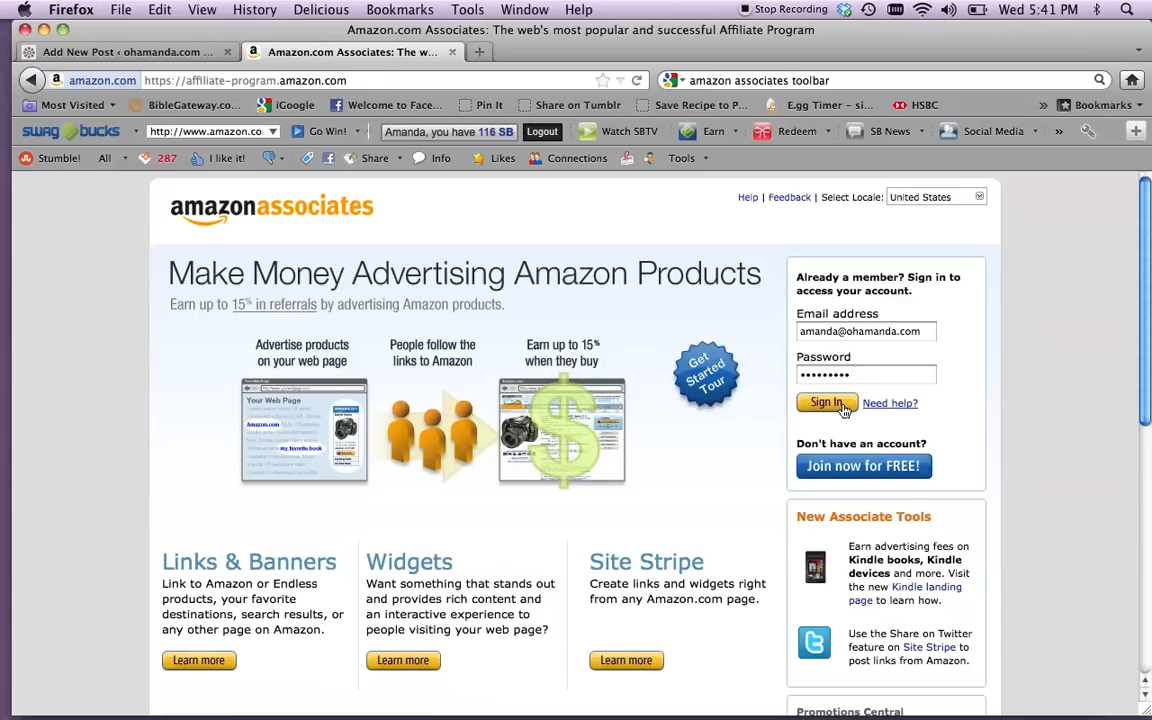 Firefox File Edit View History Delicious Bookmarks Tools Window Help Stop Recording Wed 5:41 PM
Amazon.com Associates: The web's most popular and successful Affiliate Program
Add New Post ‹ ohamanda.com ... Amazon.com Associates: The w...
amazon.com https://affiliate-program.amazon.com amazon associates toolbar
Most Visited BibleGateway.co... iGoogle Welcome to Face... Pin It Share on Tumblr Save Recipe to P... E.gg Timer - si... HSBC » Bookmarks
swagbucks http://www.amazon.co Go Win! Amanda, you have 116 SB Logout Watch SBTV Earn Redeem SB News Social Media »
Stumble! All 287 I like it! Share Info Likes Connections Tools
amazonassociates
Help | Feedback | Select Locale: United States
Make Money Advertising Amazon Products
Earn up to 15% in referrals by advertising Amazon products.
Advertise products
on your web page
People follow the
links to Amazon
Earn up to 15%
when they buy
Get
Started
Tour
Your Web Page
Amazon.com
my favorite book
$
Already a member? Sign in to
access your account.
Email address
amanda@ohamanda.com
Password
•••••••••
Sign In Need help?
Don't have an account?
Join now for FREE!
Links & Banners
Link to Amazon or Endless
products, your favorite
destinations, search results, or
any other page on Amazon.
Learn more
Widgets
Want something that stands out
and provides rich content and
an interactive experience to
people visiting your web page?
Learn more
Site Stripe
Create links and widgets right
from any Amazon.com page.
Learn more
New Associate Tools
Earn advertising fees on
Kindle books, Kindle
devices and more. Visit
the new Kindle landing
page to learn how.
Use the Share on Twitter
feature on Site Stripe to
post links from Amazon.
Promotions Central